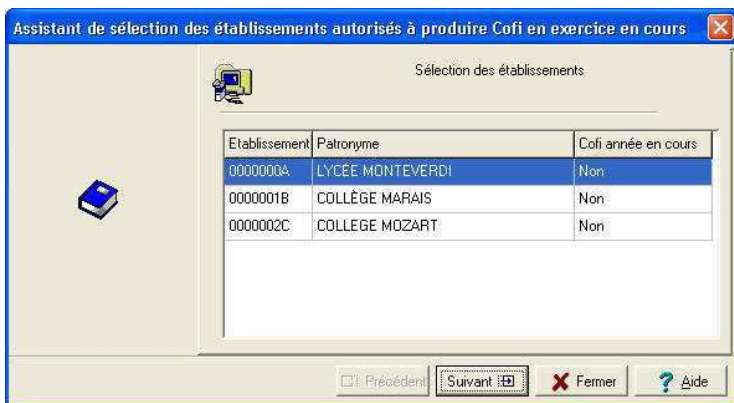 Assistant de sélection des établissements autorisés à produire Cofi en exercice en cours
Sélection des établissements
Etablissement Patronyme Cofi année en cours
0000000A LYCÉE MONTEVERDI Non
0000001B COLLÈGE MARAIS Non
0000002C COLLEGE MOZART Non
Précédent Suivant Fermer ? Aide